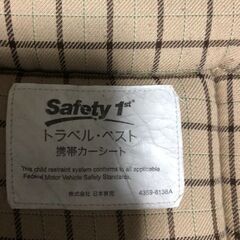 Safety 1st
トラベル・ベスト
携帯カーシート
This child restraint system conforms to all applicable
Federal Motor Vehicle Safety Standards.
株式会社 日本育児 4359-6138A